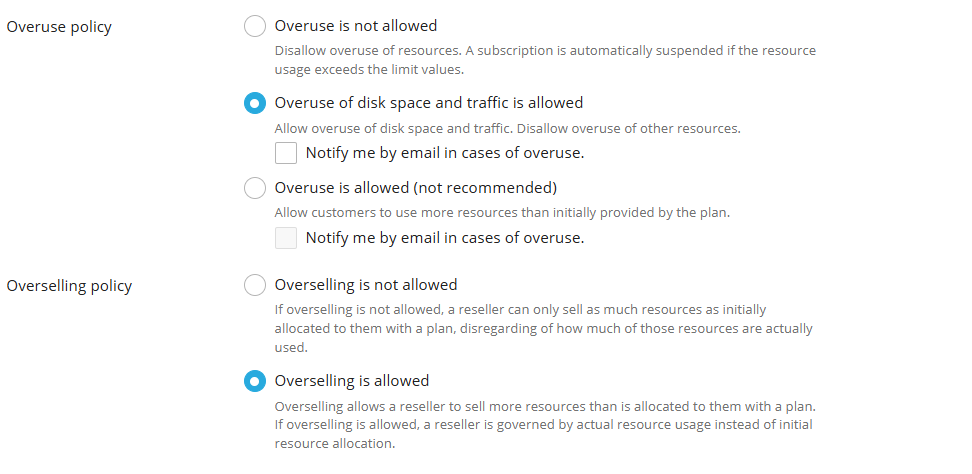 Overuse policy
Overuse is not allowed
Disallow overuse of resources. A subscription is automatically suspended if the resource
usage exceeds the limit values.
Overuse of disk space and traffic is allowed
Allow overuse of disk space and traffic. Disallow overuse of other resources.
Notify me by email in cases of overuse.
Overuse is allowed (not recommended)
Allow customers to use more resources than initially provided by the plan.
Notify me by email in cases of overuse.
Overselling policy
Overselling is not allowed
If overselling is not allowed, a reseller can only sell as much resources as initially
allocated to them with a plan, disregarding of how much of those resources are actually
used.
Overselling is allowed
Overselling allows a reseller to sell more resources than is allocated to them with a plan.
If overselling is allowed, a reseller is governed by actual resource usage instead of initial
resource allocation.